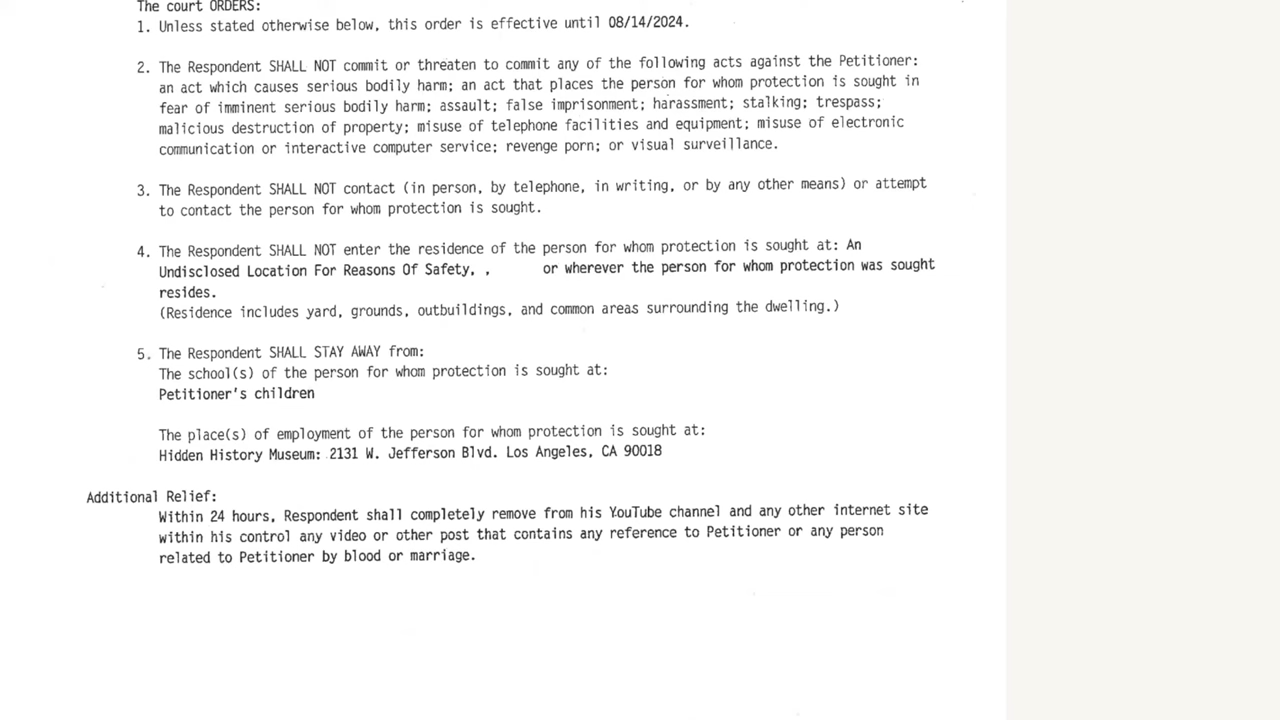 The court ORDERS:
1. Unless stated otherwise below, this order is effective until 08/14/2024.
2. The Respondent SHALL NOT commit or threaten to commit any of the following acts against the Petitioner:
an act which causes serious bodily harm; an act that places the person for whom protection is sought in
fear of imminent serious bodily harm; assault; false imprisonment; harassment; stalking; trespass;
malicious destruction of property; misuse of telephone facilities and equipment; misuse of electronic
communication or interactive computer service; revenge porn; or visual surveillance.
3. The Respondent SHALL NOT contact (in person, by telephone, in writing, or by any other means) or attempt
to contact the person for whom protection is sought.
4. The Respondent SHALL NOT enter the residence of the person for whom protection is sought at: An
Undisclosed Location For Reasons Of Safety, , or wherever the person for whom protection was sought
resides.
(Residence includes yard, grounds, outbuildings, and common areas surrounding the dwelling.)
5. The Respondent SHALL STAY AWAY from:
The school(s) of the person for whom protection is sought at:
Petitioner's children
The place(s) of employment of the person for whom protection is sought at:
Hidden History Museum: 2131 W. Jefferson Blvd. Los Angeles, CA 90018
Additional Relief:
Within 24 hours, Respondent shall completely remove from his YouTube channel and any other internet site
within his control any video or other post that contains any reference to Petitioner or any person
related to Petitioner by blood or marriage.